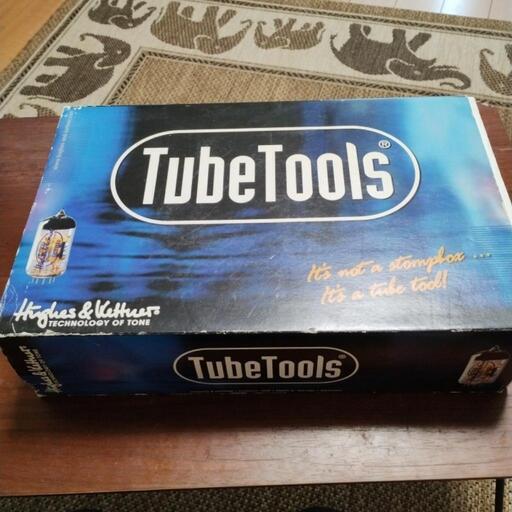 TubeTools®
It's not a stompbox ...
It's a tube tool!
Hughes & Kettner
TECHNOLOGY OF TONE
TubeTools®